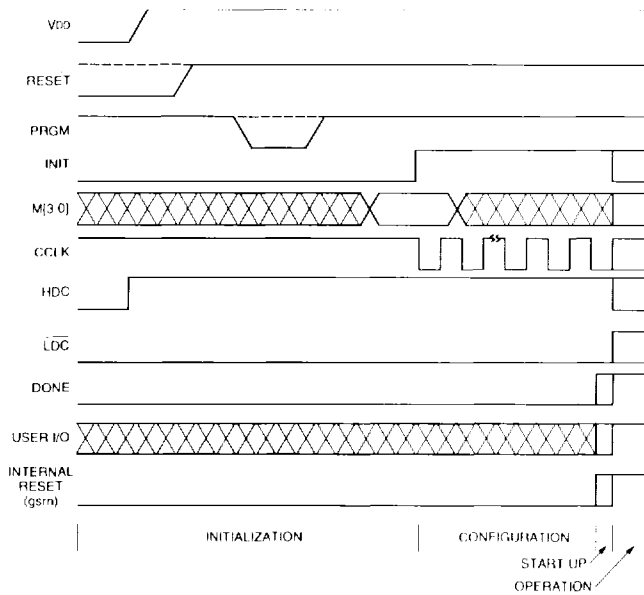 VDD
RESET
PRGM
INIT
M[3 0]
CCLK
HDC
LDC
DONE
USER I/O
INTERNAL
RESET
(gsrn)
INITIALIZATION
CONFIGURATION
START UP
OPERATION